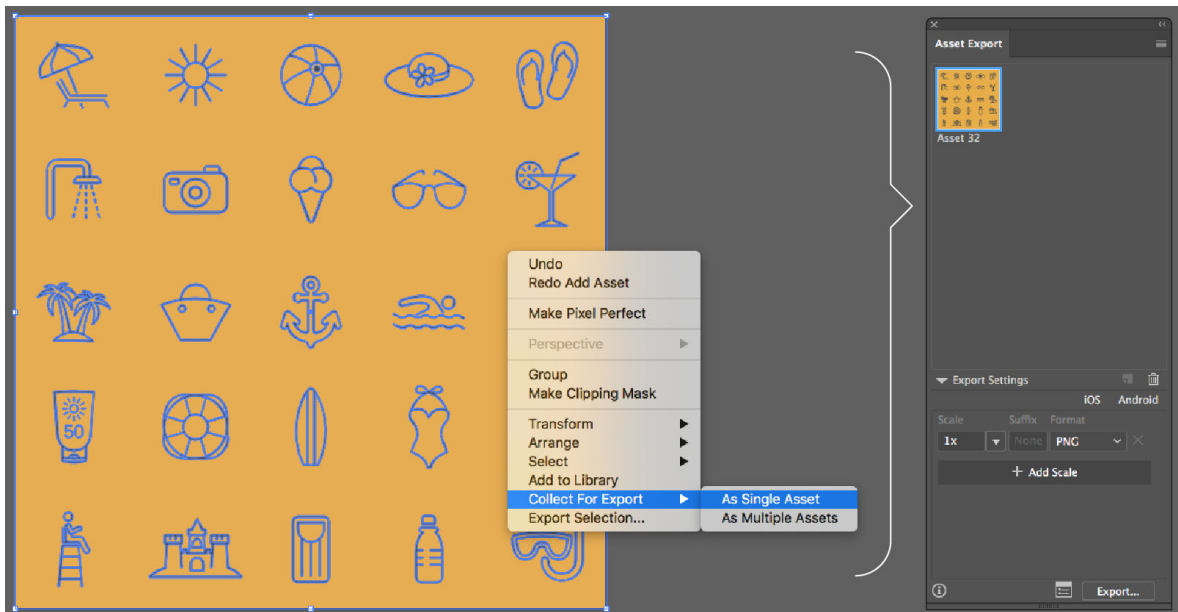 50
Undo
Redo Add Asset
Make Pixel Perfect
Perspective
Group
Make Clipping Mask
Transform
Arrange
Select
Add to Library
Collect For Export
Export Selection...
As Single Asset
As Multiple Assets
Asset Export
Asset 32
Export Settings
iOS Android
Scale Suffix Format
1x None PNG
+ Add Scale
Export...